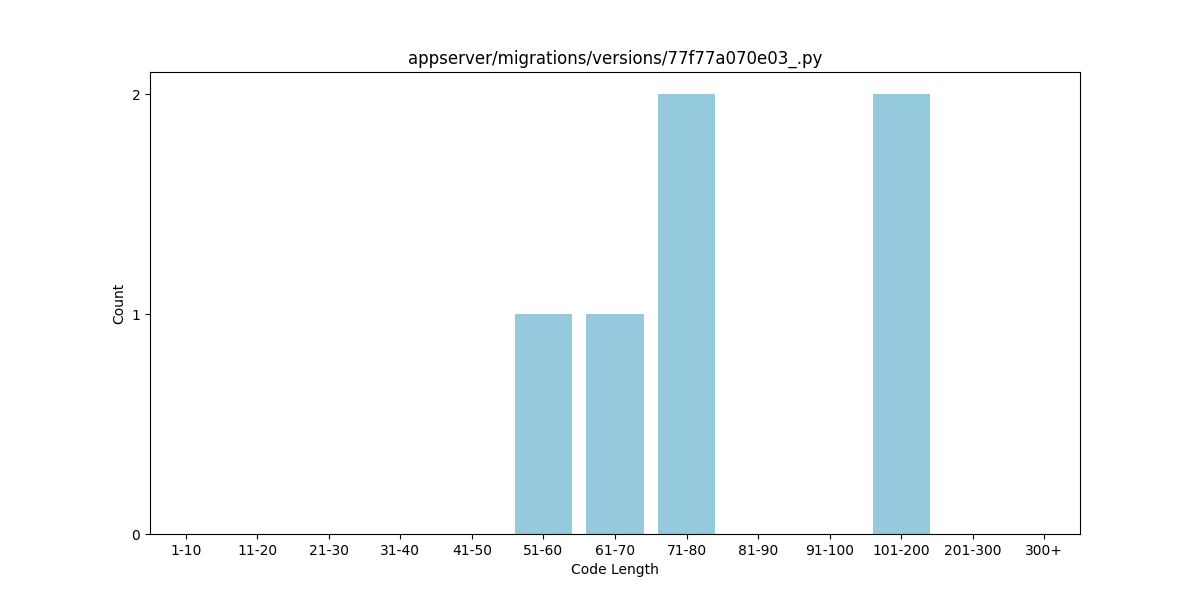 appserver/migrations/versions/77f77a070e03_.py
2
1
0
Count
1-10 11-20 21-30 31-40 41-50 51-60 61-70 71-80 81-90 91-100 101-200 201-300 300+
Code Length